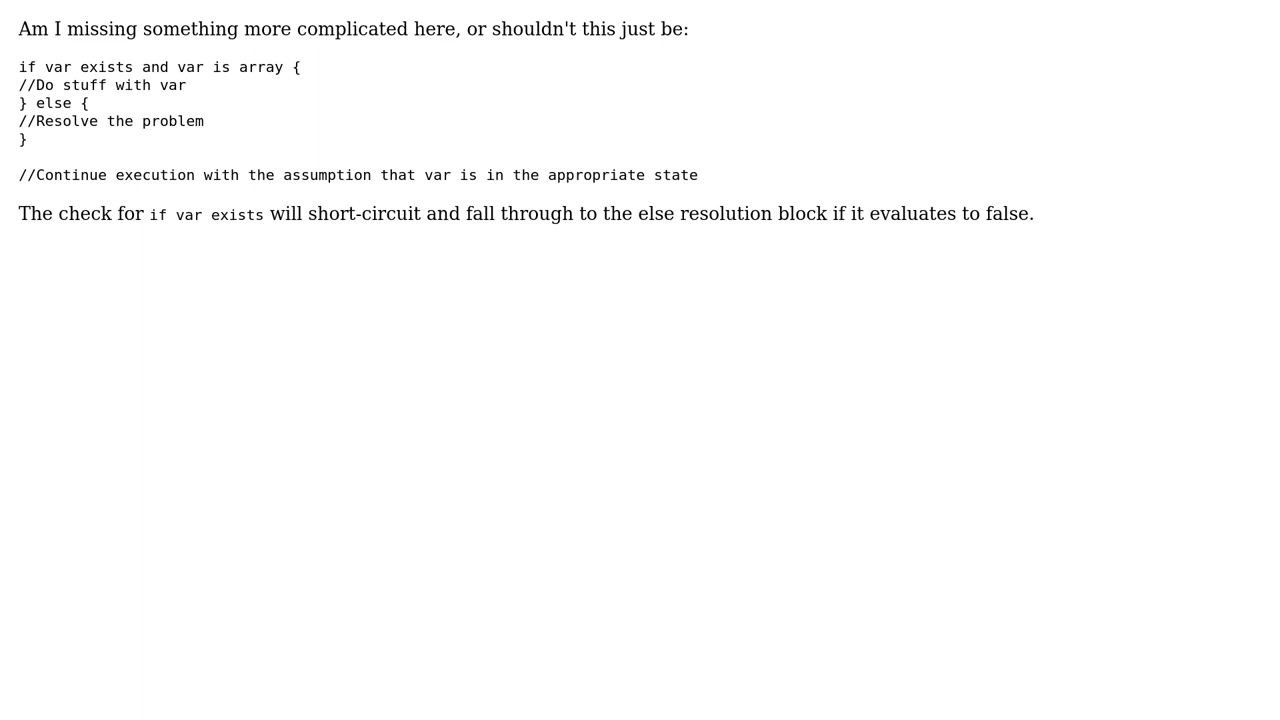 Am I missing something more complicated here, or shouldn't this just be:
if var exists and var is array {
//Do stuff with var
} else {
//Resolve the problem
}
//Continue execution with the assumption that var is in the appropriate state
The check for if var exists will short-circuit and fall through to the else resolution block if it evaluates to false.